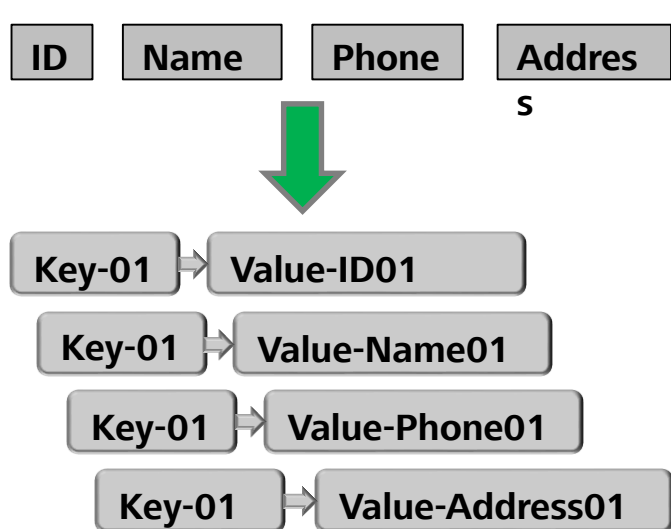 ID Name Phone Addres
s
Key-01 Value-ID01
Key-01 Value-Name01
Key-01 Value-Phone01
Key-01 Value-Address01